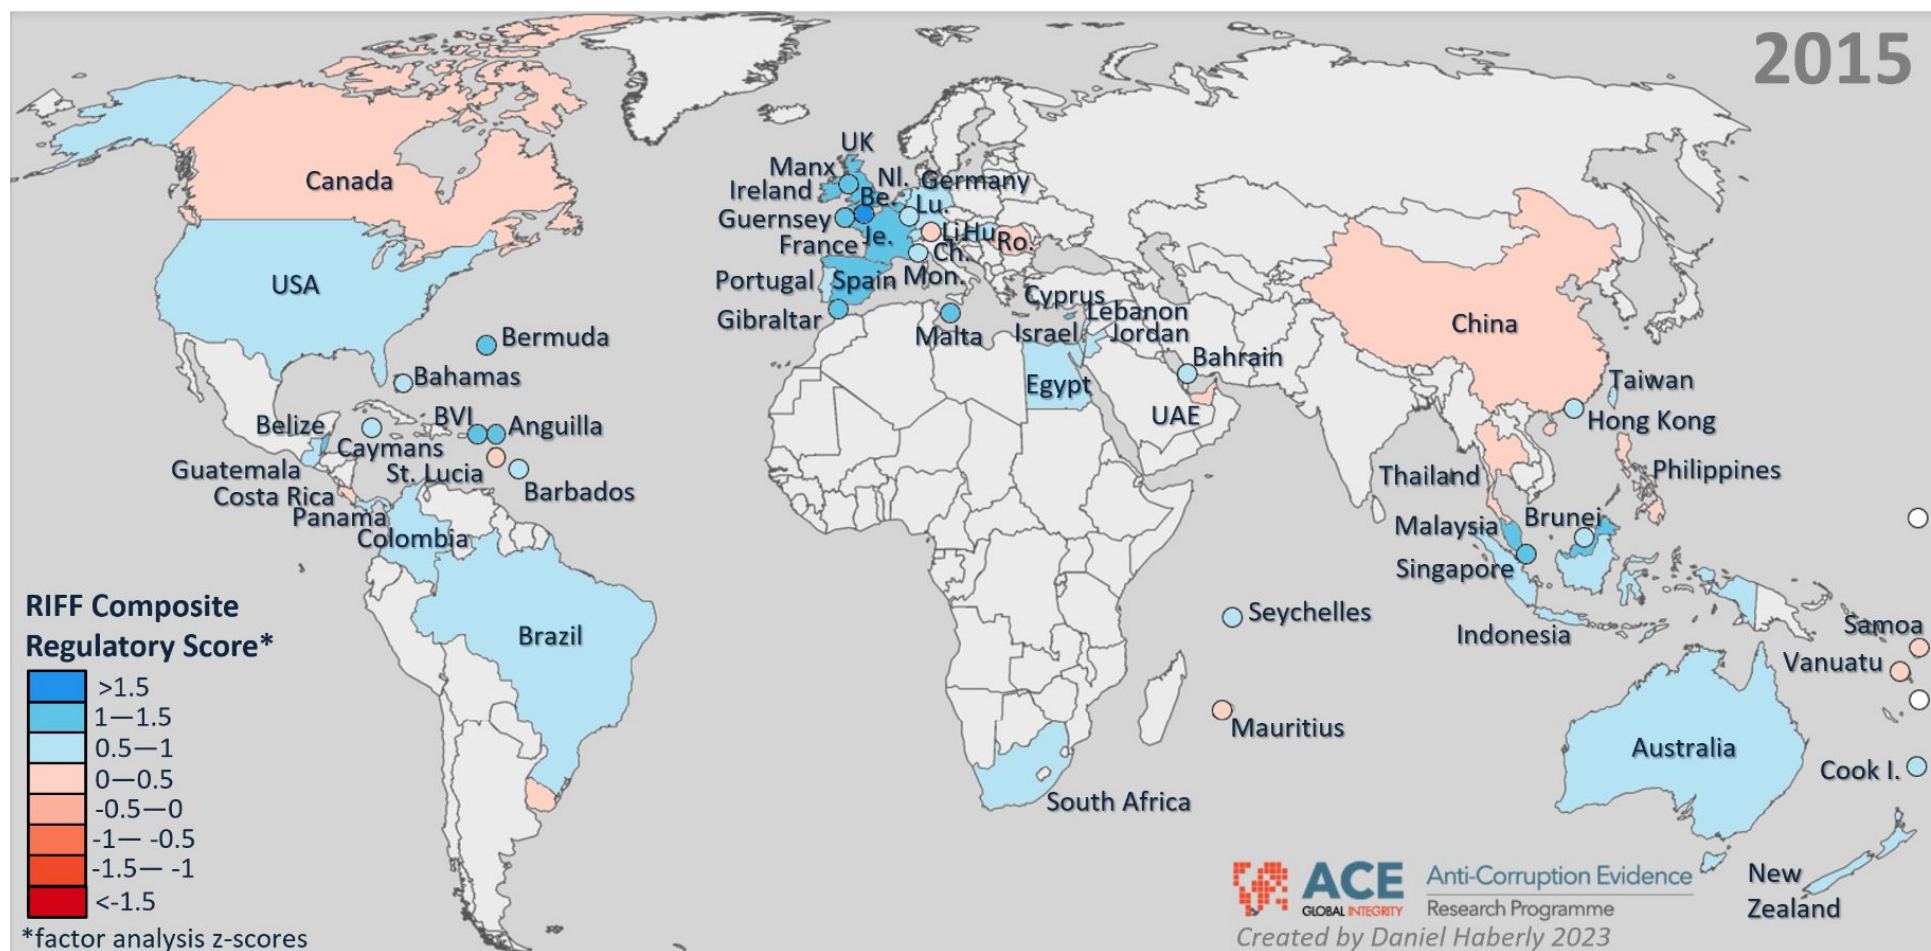 2015
Canada
USA
Bermuda
Bahamas
Belize
BVI
Anguilla
Caymans
Guatemala
St. Lucia
Costa Rica
Barbados
Panama
Colombia
Brazil
UK
Manx
Nl.
Germany
Ireland
Be.
Lu.
Guernsey
Je.
Li
Hu
Ro.
France
Ch.
Portugal
Spain
Mon.
Gibraltar
Malta
Cyprus
Lebanon
Israel
Jordan
Bahrain
Egypt
UAE
China
Taiwan
Hong Kong
Thailand
Philippines
Malaysia
Brunei
Singapore
Indonesia
Seychelles
Mauritius
South Africa
Samoa
Vanuatu
Australia
Cook I.
New
Zealand
RIFF Composite
Regulatory Score*
>1.5
1—1.5
0.5—1
0—0.5
-0.5—0
-1— -0.5
-1.5— -1
<-1.5
*factor analysis z-scores
ACE
GLOBAL INTEGRITY
Anti-Corruption Evidence
Research Programme
Created by Daniel Haberly 2023